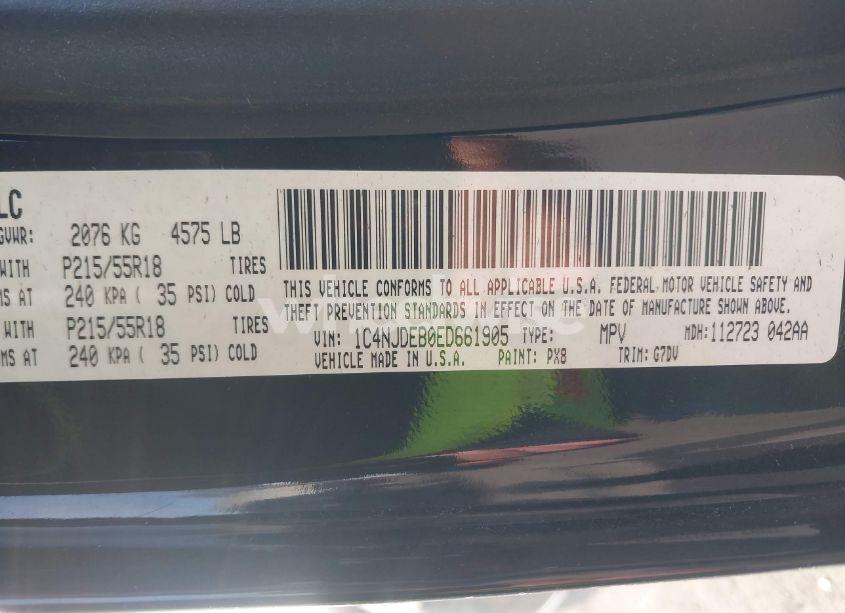 LC
GVWR: 2076 KG 4575 LB
WITH P215/55R18 TIRES
MS AT 240 KPA ( 35 PSI) COLD
WITH P215/55R18 TIRES
MS AT 240 KPA ( 35 PSI) COLD
THIS VEHICLE CONFORMS TO ALL APPLICABLE U.S.A. FEDERAL MOTOR VEHICLE SAFETY AND
THEFT PREVENTION STANDARDS IN EFFECT ON THE DATE OF MANUFACTURE SHOWN ABOVE.
VIN: 1C4NJDEB0ED661905 TYPE: MPV MDH: 112723 042AA
VEHICLE MADE IN U.S.A. PAINT: PX8 TRIM: G7DV